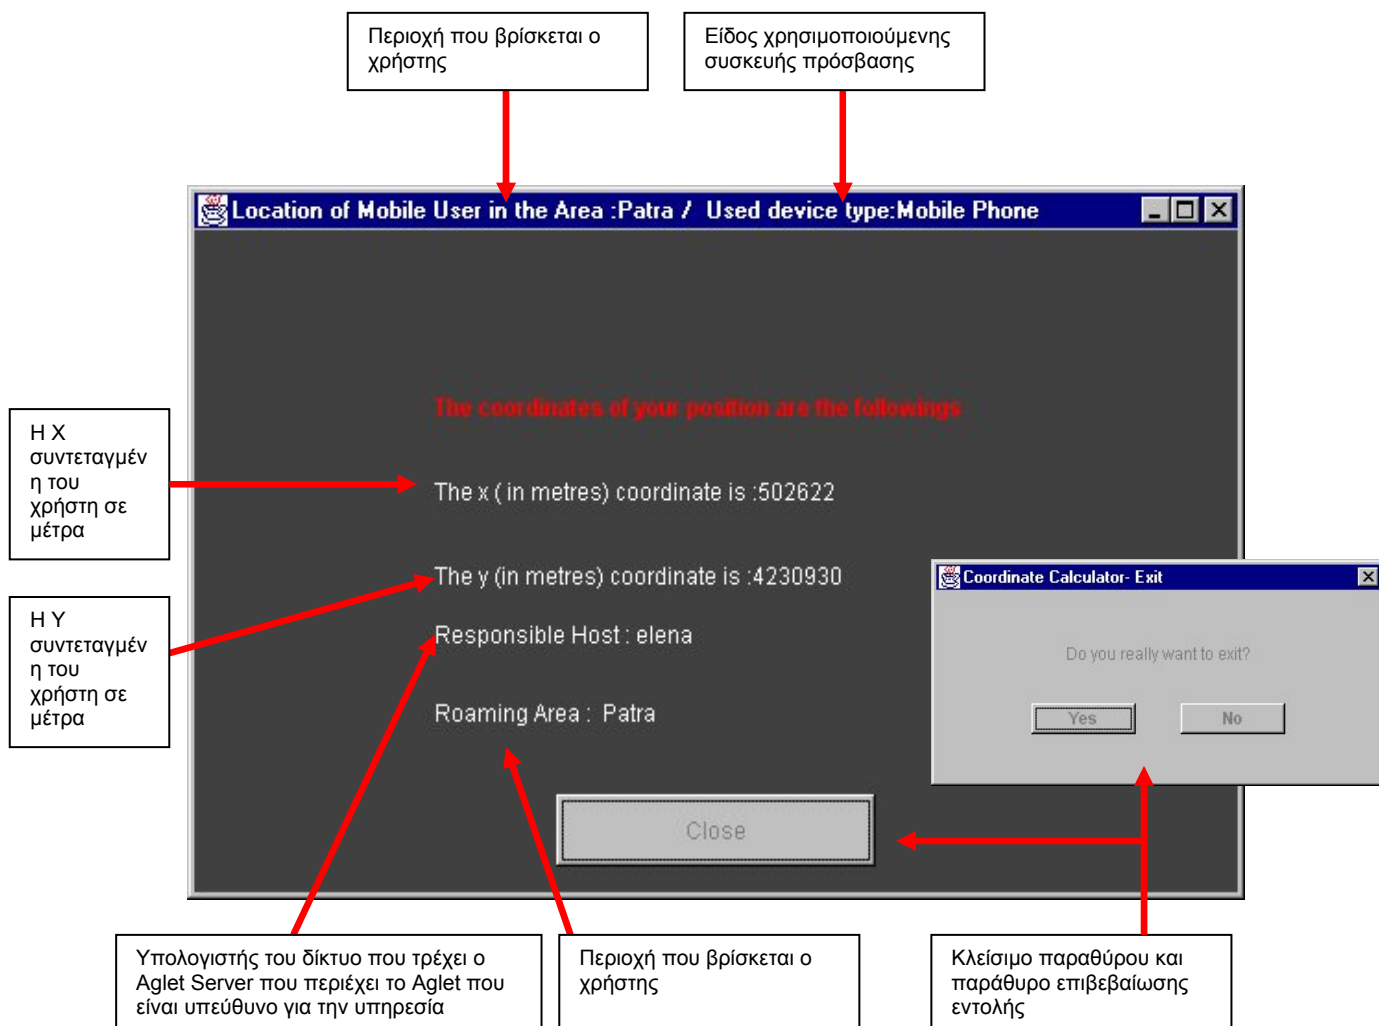 Περιοχή που βρίσκεται ο
χρήστης
Είδος χρησιμοποιούμενης
συσκευής πρόσβασης
Location of Mobile User in the Area :Patra / Used device type:Mobile Phone
The coordinates of your position are the followings
Η Χ
συντεταγμέν
η του
χρήστη σε
μέτρα
The x ( in metres) coordinate is :502622
The y (in metres) coordinate is :4230930
Η Υ
συντεταγμέν
η του
χρήστη σε
μέτρα
Responsible Host : elena
Roaming Area : Patra
Close
Coordinate Calculator- Exit
Do you really want to exit?
Yes
No
Υπολογιστής του δίκτυο που τρέχει ο
Aglet Server που περιέχει το Aglet που
είναι υπεύθυνο για την υπηρεσία
Περιοχή που βρίσκεται ο
χρήστης
Κλείσιμο παραθύρου και
παράθυρο επιβεβαίωσης
εντολής